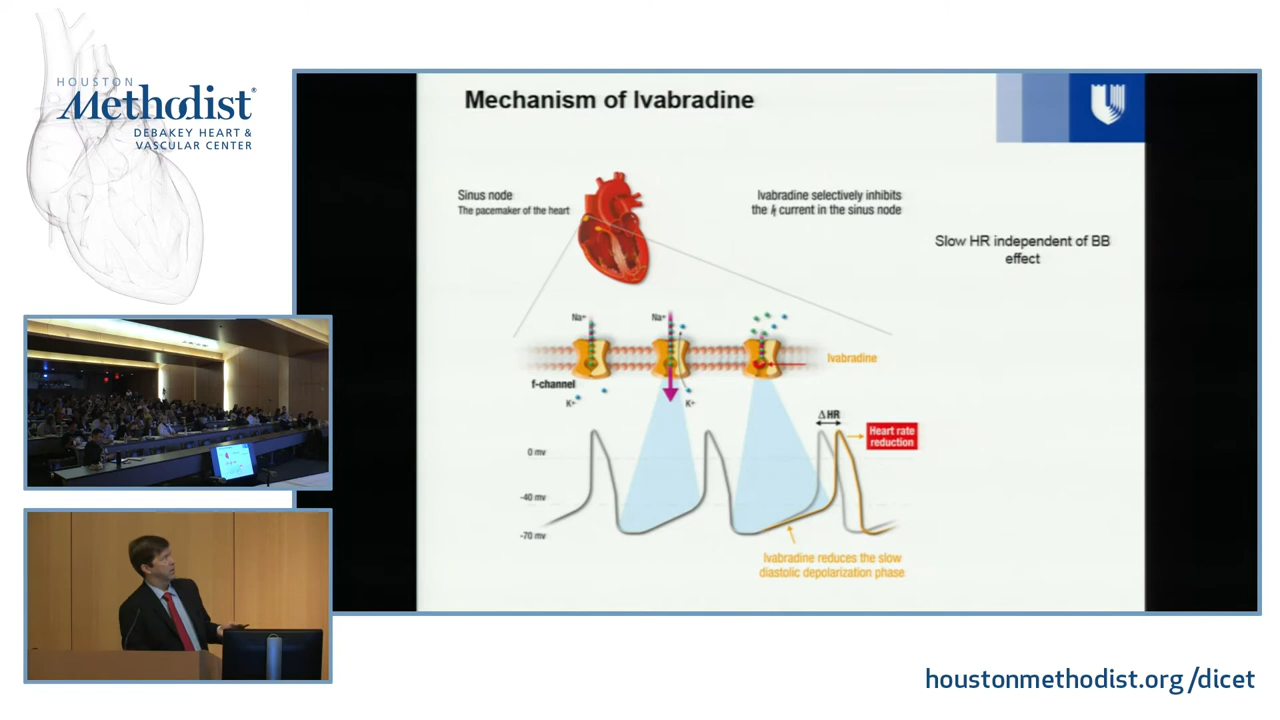 HOUSTON
Methodist®
DEBAKEY HEART &
VASCULAR CENTER
Mechanism of Ivabradine
Sinus node
The pacemaker of the heart
Ivabradine selectively inhibits
the If current in the sinus node
Slow HR independent of BB
effect
Na+
Na+
Ivabradine
f-channel
K+
K+
Δ HR
Heart rate
reduction
0 mv
-40 mv
-70 mv
Ivabradine reduces the slow
diastolic depolarization phase
houstonmethodist.org/dicet